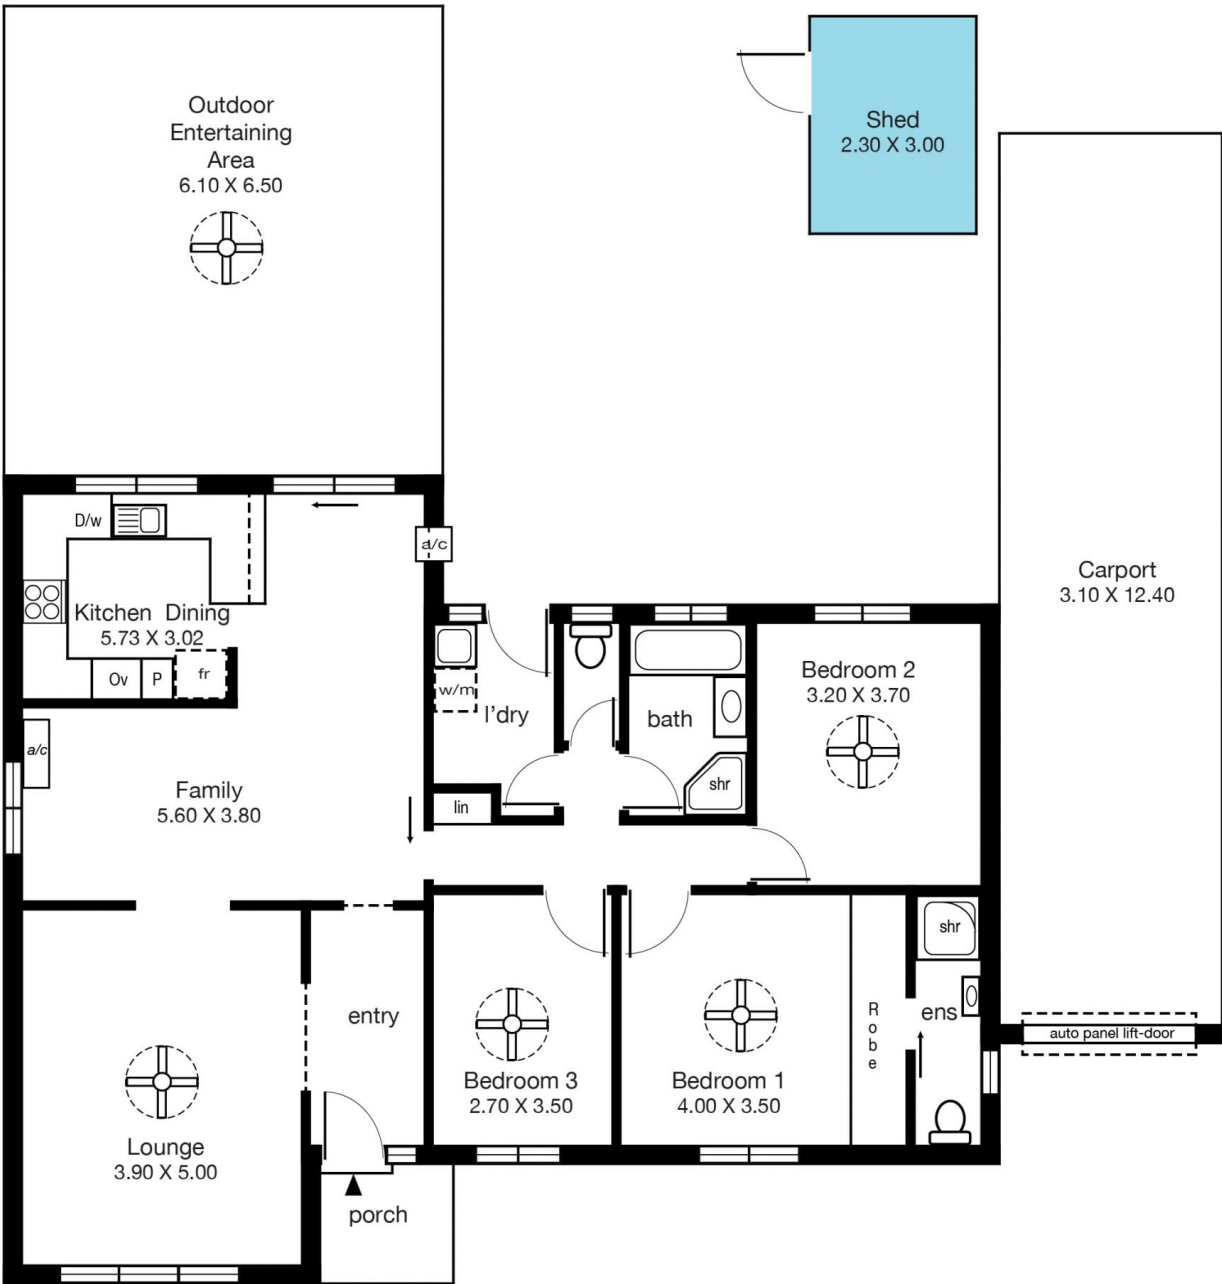 Outdoor
Entertaining
Area
6.10 X 6.50
Shed
2.30 X 3.00
Carport
3.10 X 12.40
auto panel lift-door
D/w
a/c
Kitchen Dining
5.73 X 3.02
Ov
P
fr
a/c
Family
5.60 X 3.80
w/m
l'dry
lin
bath
shr
Bedroom 2
3.20 X 3.70
shr
ens
Robe
entry
Bedroom 3
2.70 X 3.50
Bedroom 1
4.00 X 3.50
Lounge
3.90 X 5.00
porch